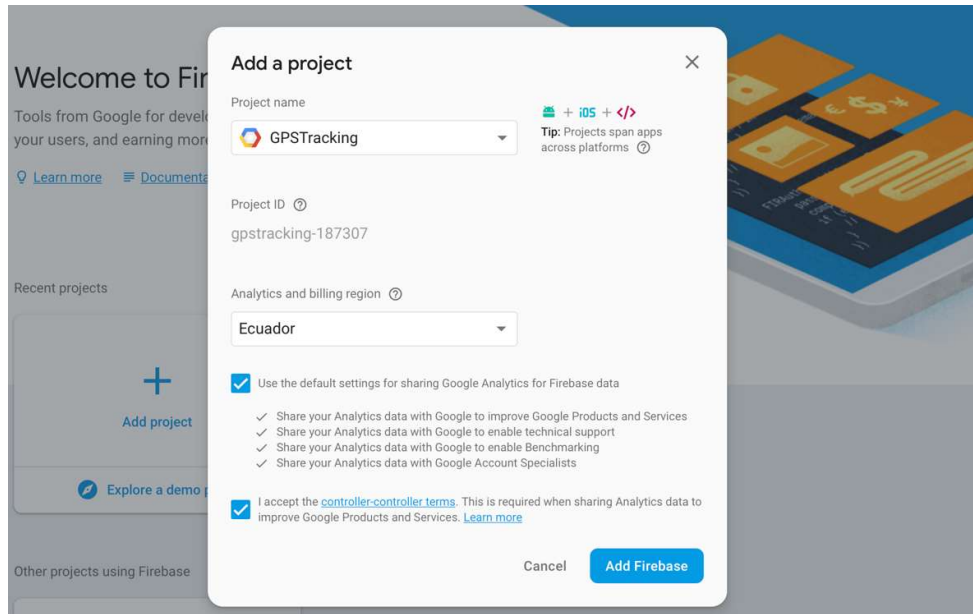 Welcome to Fir
Tools from Google for develo
your users, and earning more
Learn more Documenta
Recent projects
Add project
Explore a demo p
Other projects using Firebase
Add a project
Project name
GPSTracking
+ iOS + </>
Tip: Projects span apps
across platforms
Project ID
gpstracking-187307
Analytics and billing region
Ecuador
Use the default settings for sharing Google Analytics for Firebase data
Share your Analytics data with Google to improve Google Products and Services
Share your Analytics data with Google to enable technical support
Share your Analytics data with Google to enable Benchmarking
Share your Analytics data with Google Account Specialists
I accept the controller-controller terms. This is required when sharing Analytics data to
improve Google Products and Services. Learn more
Cancel Add Firebase